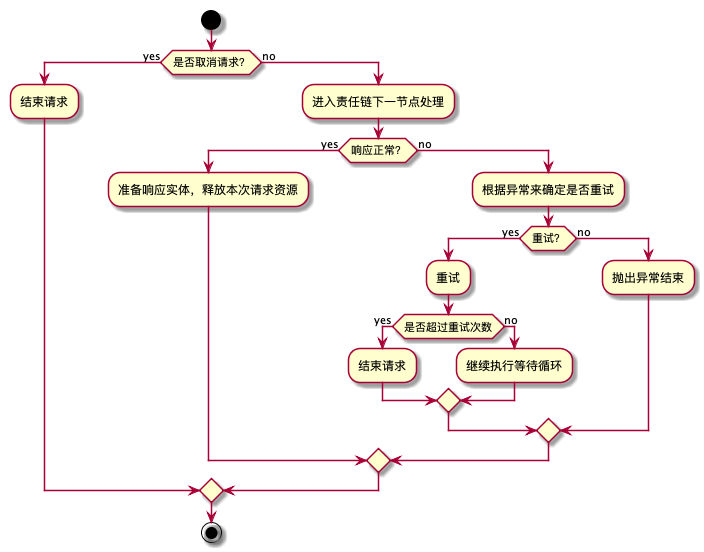 yes
是否取消请求?
no
结束请求
进入责任链下一节点处理
yes
响应正常?
no
准备响应实体，释放本次请求资源
根据异常来确定是否重试
yes
重试?
no
重试
抛出异常结束
yes
是否超过重试次数
no
结束请求
继续执行等待循环